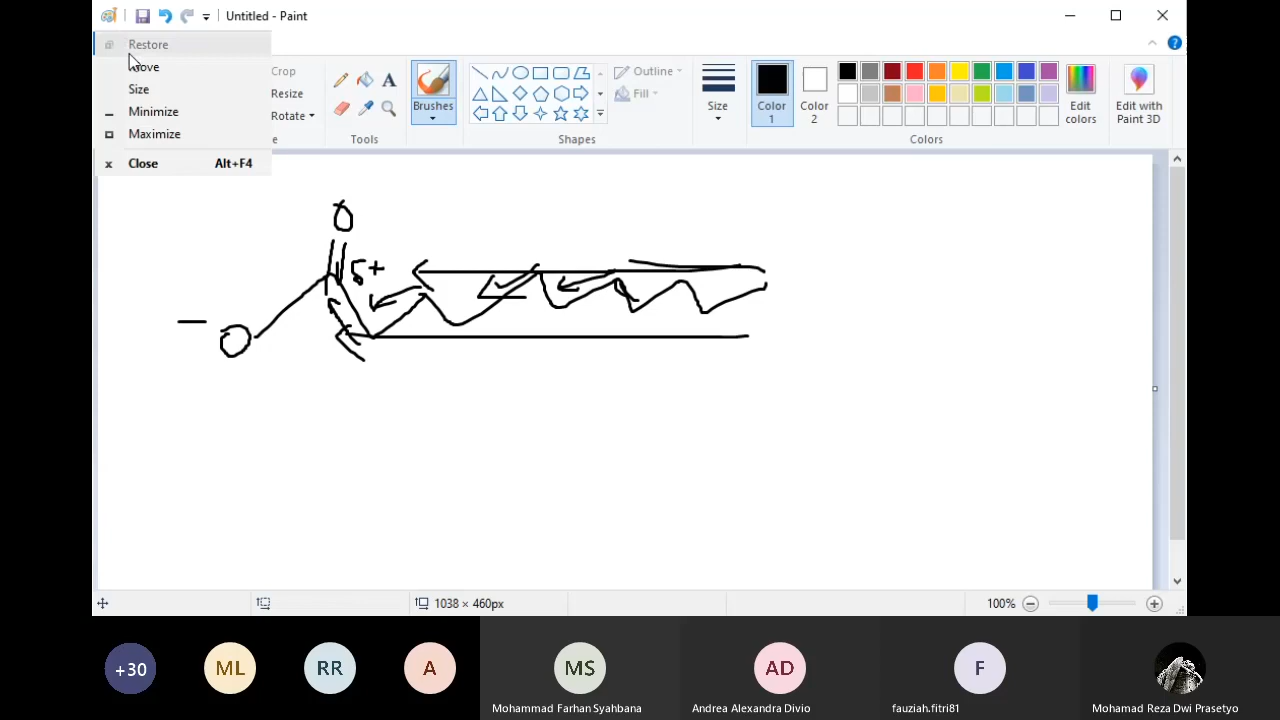 Untitled - Paint
Restore
Move
Size
Minimize
Maximize
Close Alt+F4
Crop
Resize
Rotate
Brushes
Outline
Fill
Size
Color 1
Color 2
Edit colors
Edit with Paint 3D
Tools
Shapes
Colors
O
δ+
−
O
1038 × 460px
100%
+30
ML
RR
A
MS
AD
F
Mohammad Farhan Syahbana
Andrea Alexandra Divio
fauziah.fitri81
Mohamad Reza Dwi Prasetyo